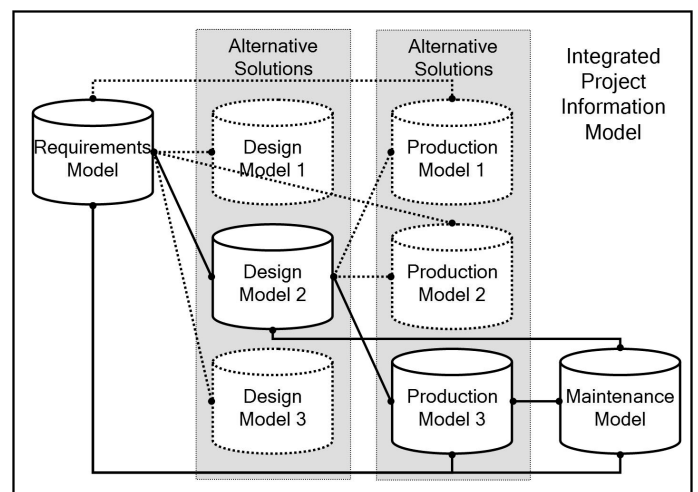 Alternative
Solutions
Alternative
Solutions
Integrated
Project
Information
Model
Requirements
Model
Design
Model 1
Production
Model 1
Design
Model 2
Production
Model 2
Design
Model 3
Production
Model 3
Maintenance
Model